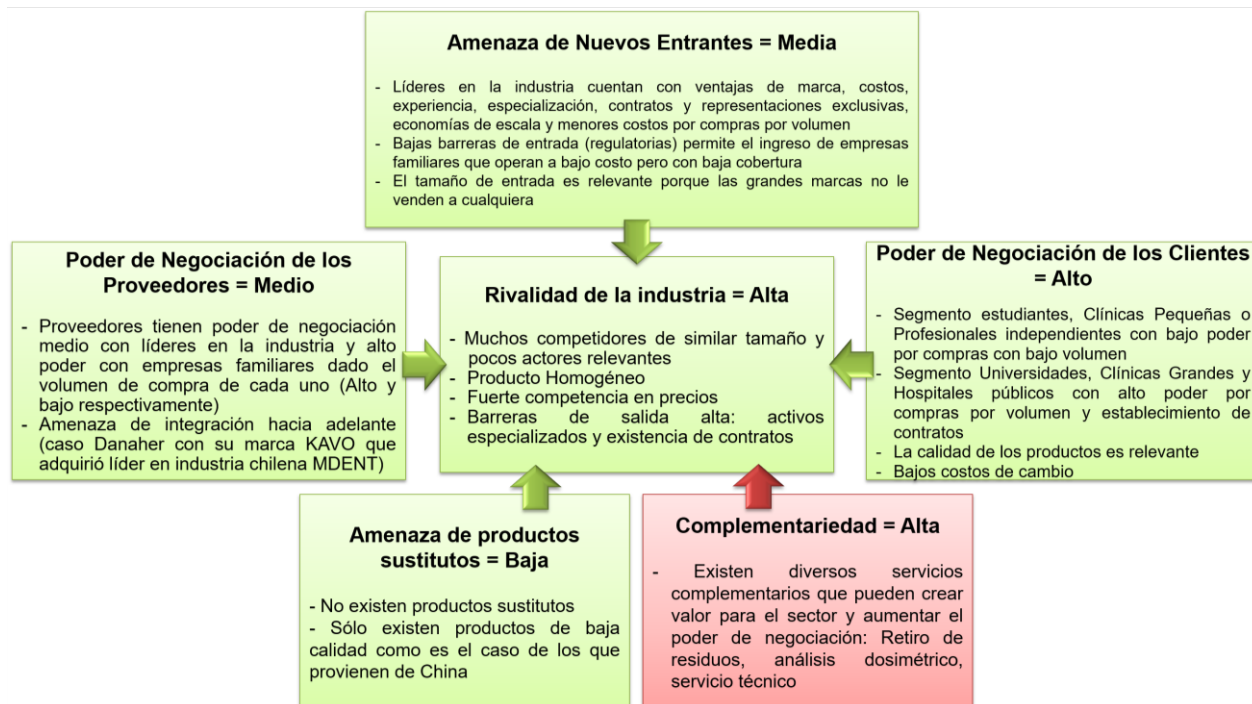 Amenaza de Nuevos Entrantes = Media
- Líderes en la industria cuentan con ventajas de marca, costos,
experiencia, especialización, contratos y representaciones exclusivas,
economías de escala y menores costos por compras por volumen
- Bajas barreras de entrada (regulatorias) permite el ingreso de empresas
familiares que operan a bajo costo pero con baja cobertura
- El tamaño de entrada es relevante porque las grandes marcas no le
venden a cualquiera
Poder de Negociación de los
Proveedores = Medio
- Proveedores tienen poder de negociación
medio con líderes en la industria y alto
poder con empresas familiares dado el
volumen de compra de cada uno (Alto y
bajo respectivamente)
- Amenaza de integración hacia adelante
(caso Danaher con su marca KAVO que
adquirió líder en industria chilena MDENT)
Rivalidad de la industria = Alta
- Muchos competidores de similar tamaño y
pocos actores relevantes
- Producto Homogéneo
- Fuerte competencia en precios
- Barreras de salida alta: activos
especializados y existencia de contratos
Poder de Negociación de los Clientes
= Alto
- Segmento estudiantes, Clínicas Pequeñas o
Profesionales independientes con bajo poder
por compras con bajo volumen
- Segmento Universidades, Clínicas Grandes y
Hospitales públicos con alto poder por
compras por volumen y establecimiento de
contratos
- La calidad de los productos es relevante
- Bajos costos de cambio
Amenaza de productos
sustitutos = Baja
- No existen productos sustitutos
- Sólo existen productos de baja
calidad como es el caso de los que
provienen de China
Complementariedad = Alta
- Existen diversos servicios
complementarios que pueden crear
valor para el sector y aumentar el
poder de negociación: Retiro de
residuos, análisis dosimétrico,
servicio técnico